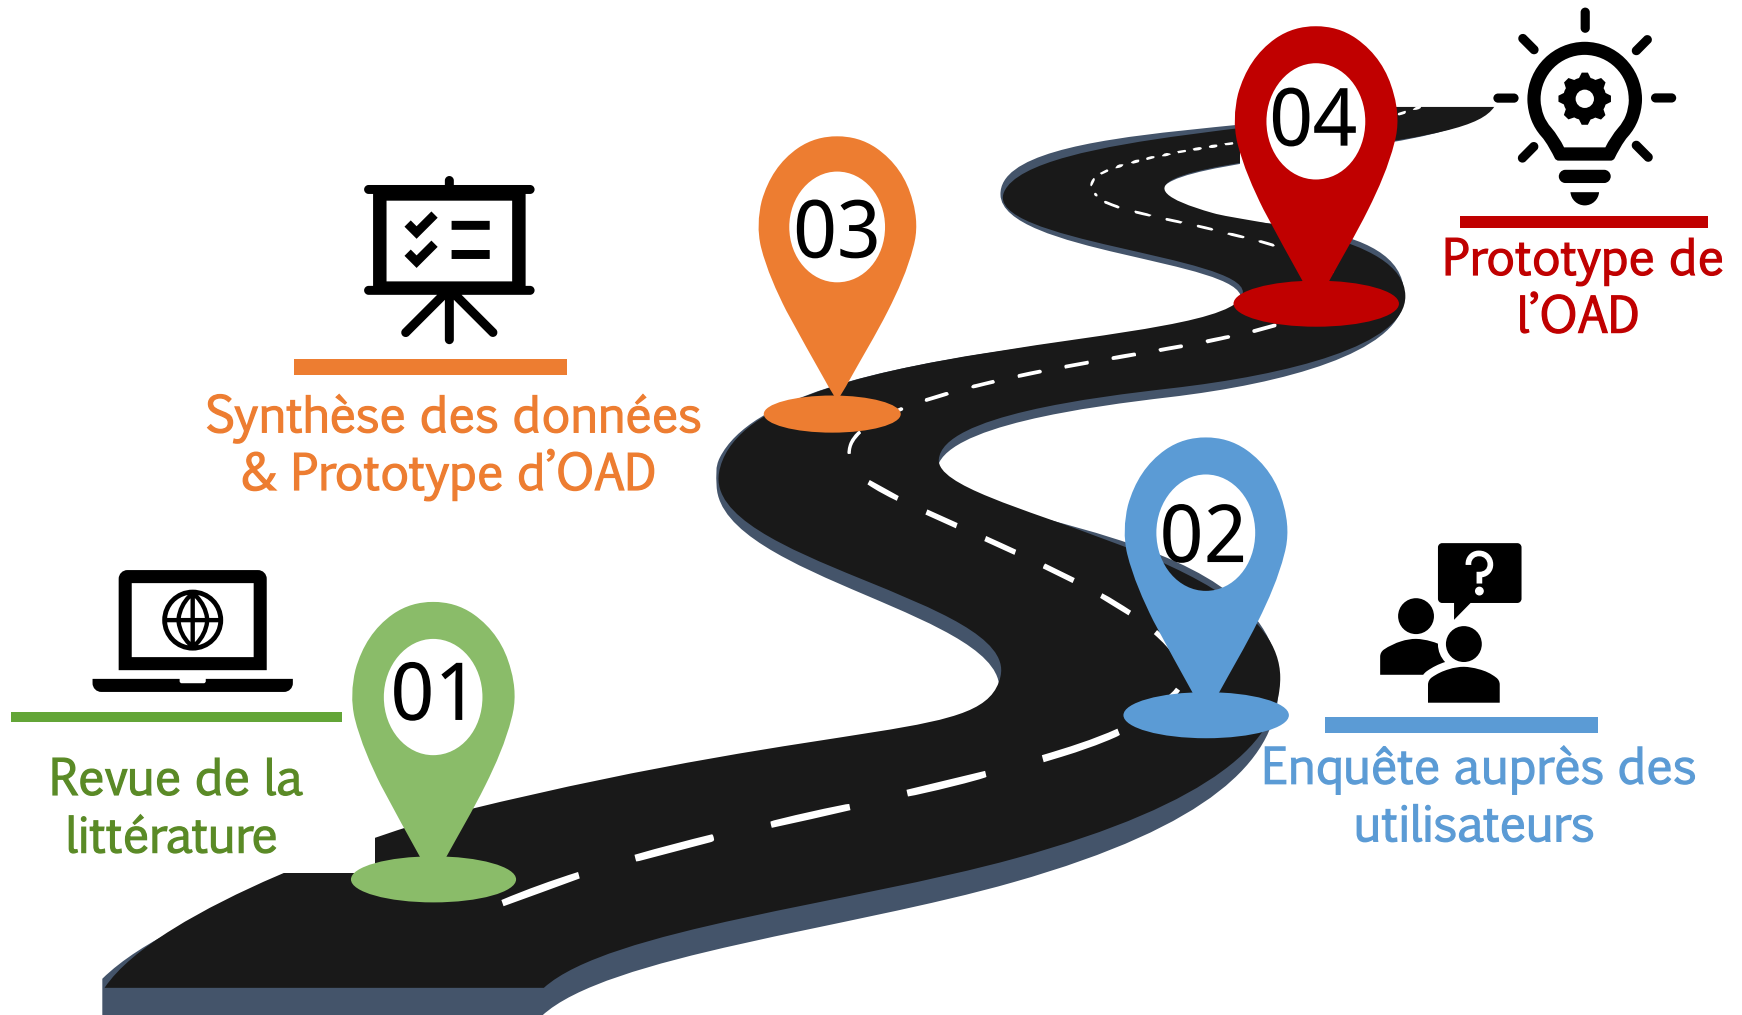 04
Prototype de
l’OAD
03
Synthèse des données
& Prototype d’OAD
02
?
Enquête auprès des
utilisateurs
01
Revue de la
littérature